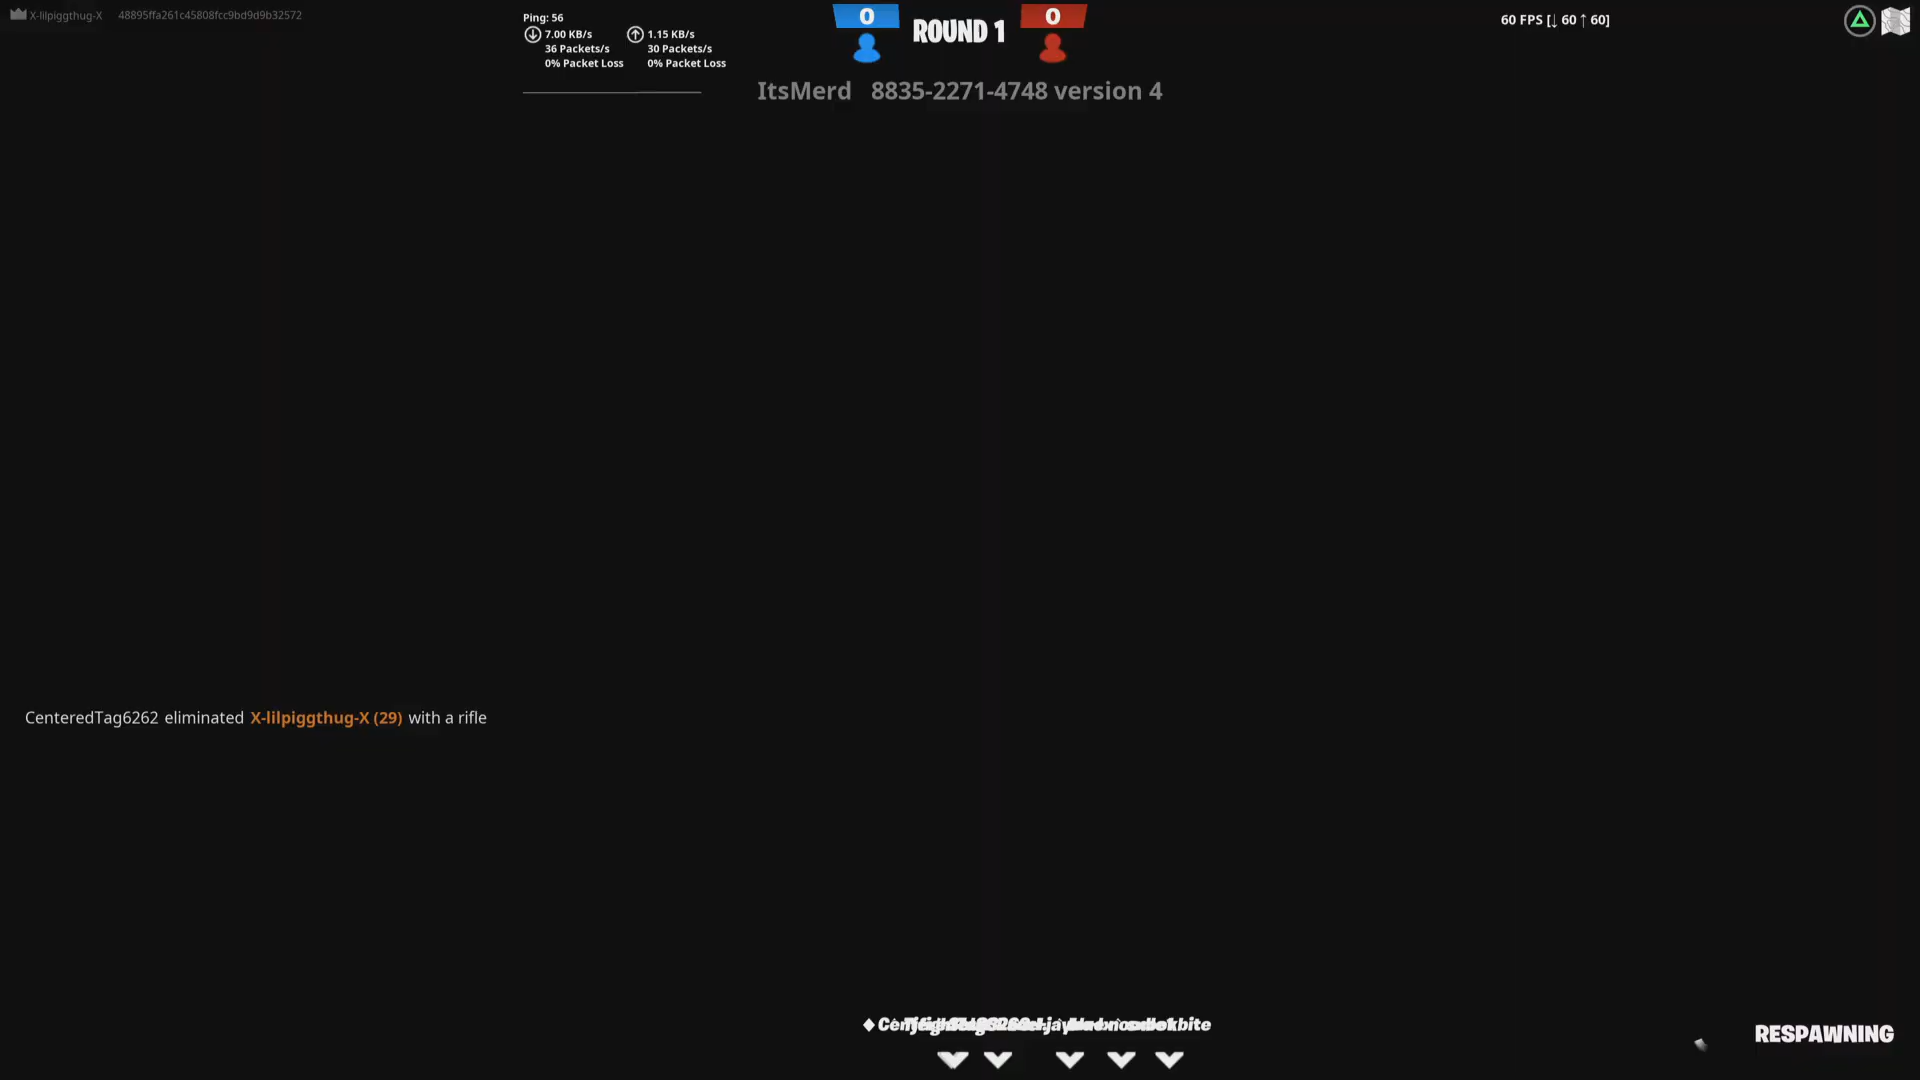 X-lilpiggthug-X 48895ffa261c45808fcc9bd9d9b32572
Ping: 56
7.00 KB/s 1.15 KB/s
36 Packets/s 30 Packets/s
0% Packet Loss 0% Packet Loss
0 ROUND 1 0
60 FPS [↓ 60 ↑ 60]
ItsMerd 8835-2271-4748 version 4
CenteredTag6262 eliminated X-lilpiggthug-X (29) with a rifle
RESPAWNING